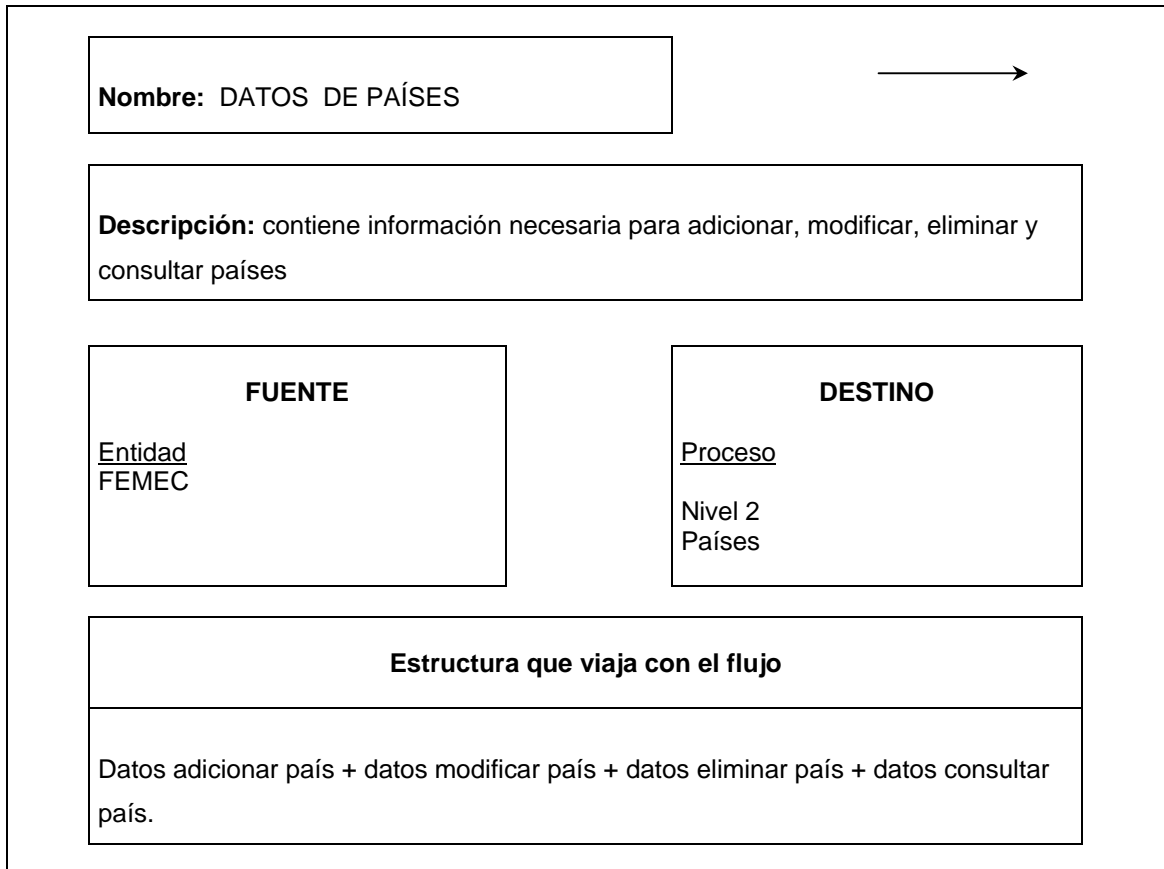 Nombre: DATOS DE PAÍSES
Descripción: contiene información necesaria para adicionar, modificar, eliminar y
consultar países
FUENTE
Entidad
FEMEC
DESTINO
Proceso
Nivel 2
Países
Estructura que viaja con el flujo
Datos adicionar país + datos modificar país + datos eliminar país + datos consultar
país.